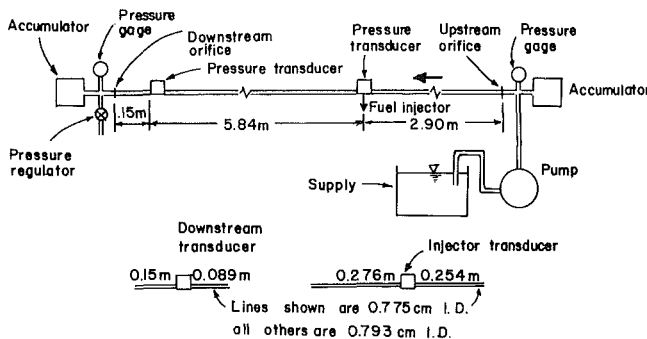 Pressure
gage
Accumulator
Downstream
orifice
Pressure transducer
Pressure
transducer
Upstream
orifice
Pressure
gage
Accumulator
Fuel injector
.15m
5.84m
2.90m
Pressure
regulator
Supply
Pump
Downstream
transducer
0.15m
0.089m
Injector transducer
0.276m
0.254m
Lines shown are 0.775 cm I.D.
all others are 0.793 cm I.D.